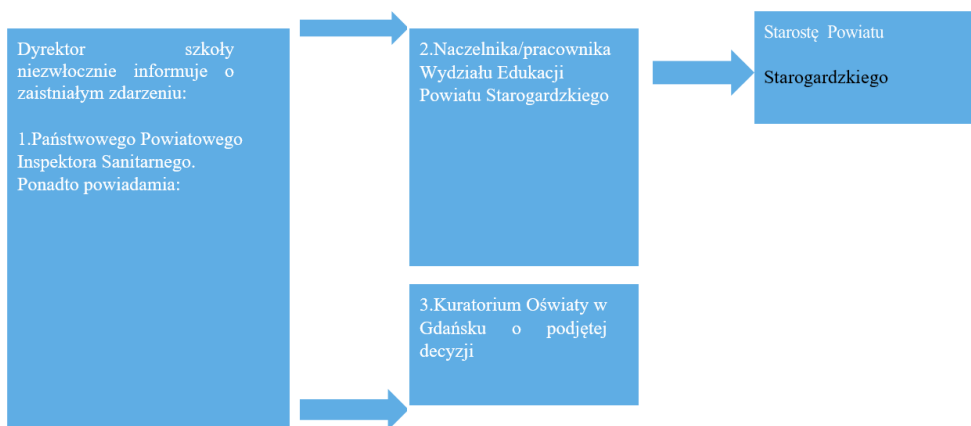 Dyrektor szkoły
niezwłocznie informuje o
zaistniałym zdarzeniu:
1.Państwowego Powiatowego
Inspektora Sanitarnego.
Ponadto powiadamia:
2.Naczelnika/pracownika
Wydziału Edukacji
Powiatu Starogardzkiego
3.Kuratorium Oświaty w
Gdańsku o podjętej
decyzji
Starostę Powiatu
Starogardzkiego